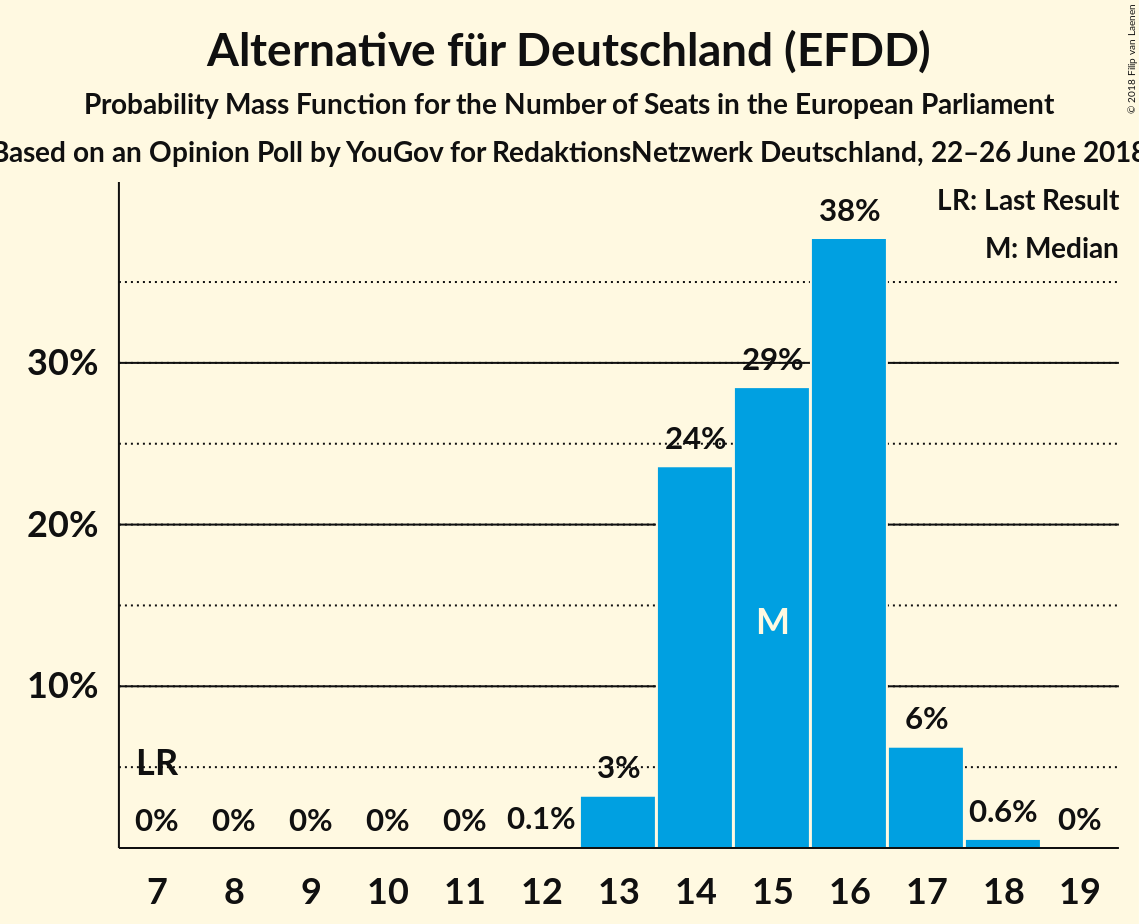 Alternative für Deutschland (EFDD)
Probability Mass Function for the Number of Seats in the European Parliament
Based on an Opinion Poll by YouGov for RedaktionsNetzwerk Deutschland, 22–26 June 2018
© 2018 Filip van Laenen
LR: Last Result
M: Median
38%
30%
29%
24%
20%
M
10%
6%
LR
3%
0% 0% 0% 0% 0% 0.1% 0.6% 0%
7 8 9 10 11 12 13 14 15 16 17 18 19